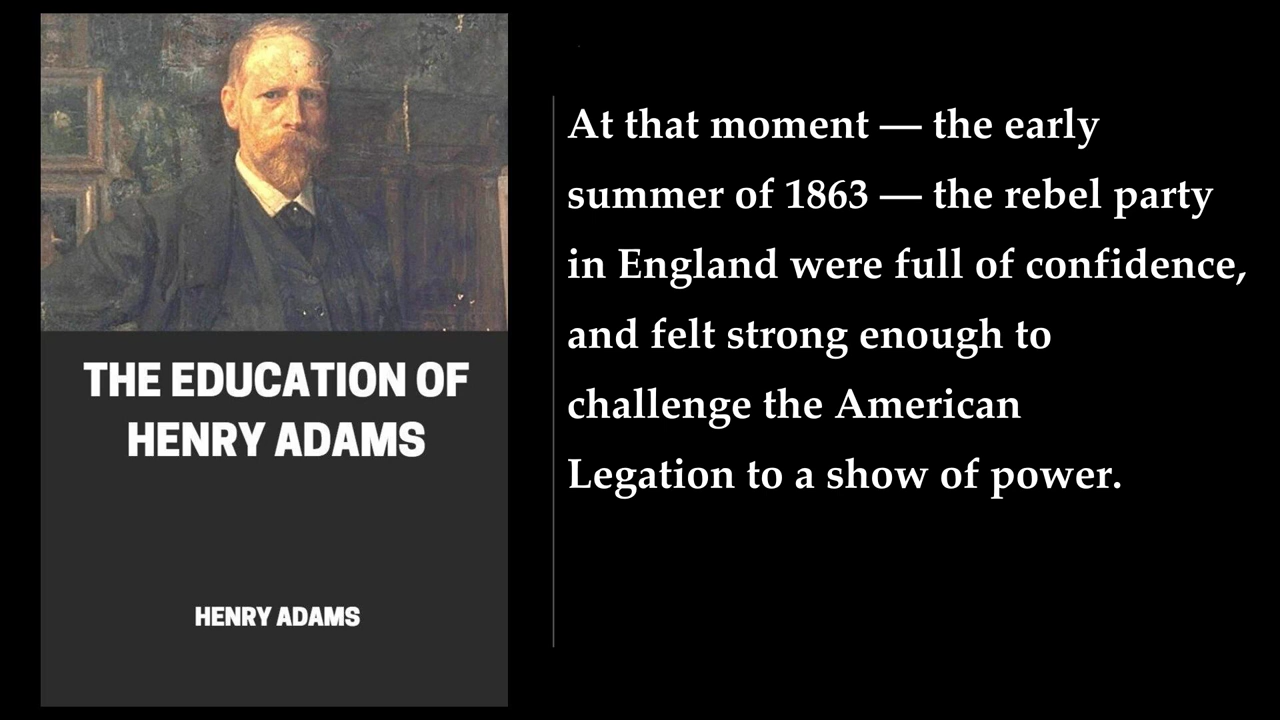 THE EDUCATION OF
HENRY ADAMS
HENRY ADAMS
At that moment — the early
summer of 1863 — the rebel party
in England were full of confidence,
and felt strong enough to
challenge the American
Legation to a show of power.